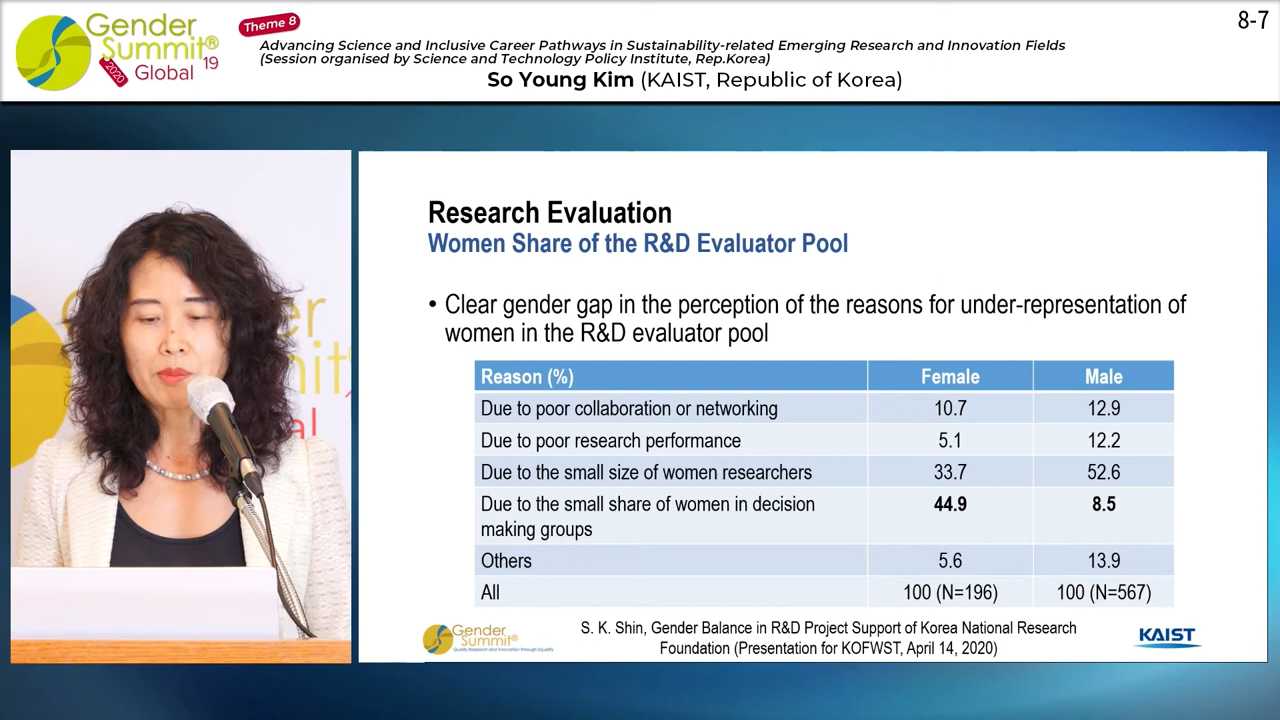 Gender
Summit®
Global 19
2020
Theme 8
Advancing Science and Inclusive Career Pathways in Sustainability-related Emerging Research and Innovation Fields
(Session organised by Science and Technology Policy Institute, Rep.Korea)
So Young Kim (KAIST, Republic of Korea)
8-7
Research Evaluation
Women Share of the R&D Evaluator Pool
• Clear gender gap in the perception of the reasons for under-representation of
women in the R&D evaluator pool
Reason (%) Female Male
Due to poor collaboration or networking 10.7 12.9
Due to poor research performance 5.1 12.2
Due to the small size of women researchers 33.7 52.6
Due to the small share of women in decision 44.9 8.5
making groups
Others 5.6 13.9
All 100 (N=196) 100 (N=567)
Gender
Summit®
Quality Research and Innovation through Equality
S. K. Shin, Gender Balance in R&D Project Support of Korea National Research
Foundation (Presentation for KOFWST, April 14, 2020)
KAIST